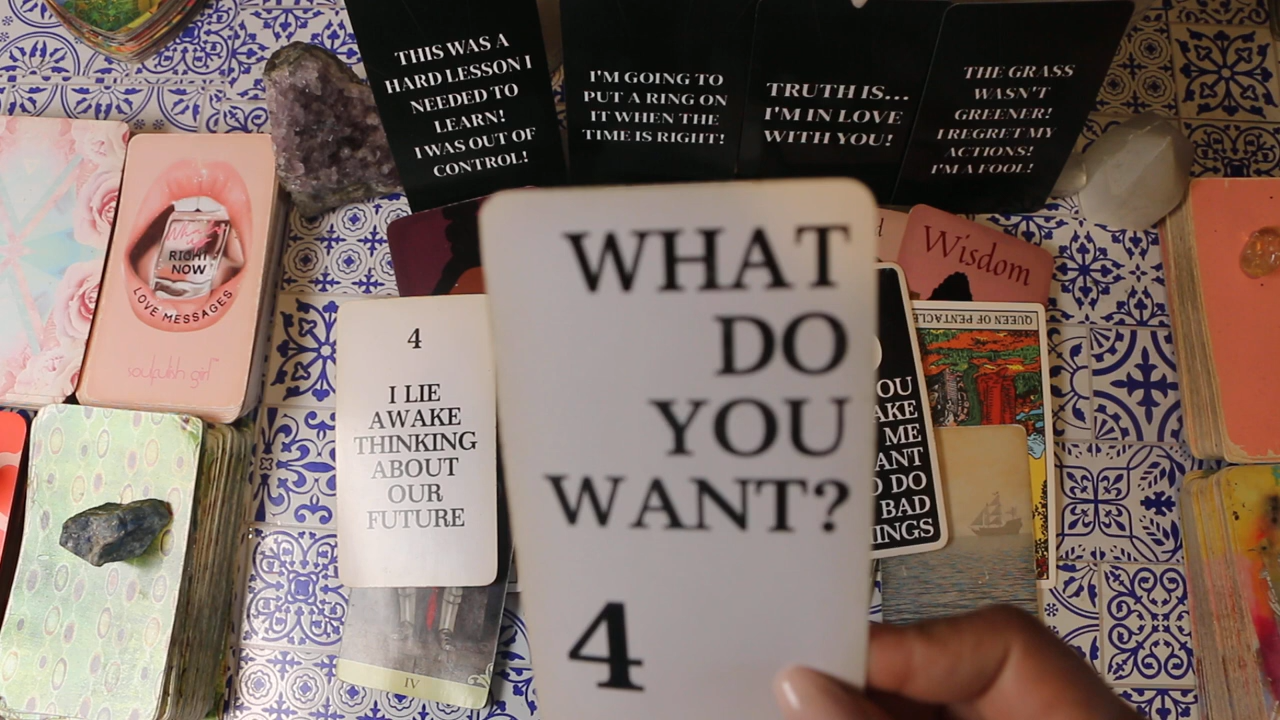 THIS WAS A
HARD LESSON I
NEEDED TO
LEARN!
I WAS OUT OF
CONTROL!
I'M GOING TO
PUT A RING ON
IT WHEN THE
TIME IS RIGHT!
TRUTH IS...
I'M IN LOVE
WITH YOU!
THE GRASS
WASN'T
GREENER!
I REGRET MY
ACTIONS!
I'M A FOOL!
RIGHT
NOW
LOVE MESSAGES
soulfulsh girl
Wisdom
QUEEN OF PENTACLE
4
I LIE
AWAKE
THINKING
ABOUT
OUR
FUTURE
IV
WHAT
DO
YOU
WANT?
4
OU
AKE
ME
ANT
DO
BAD
INGS